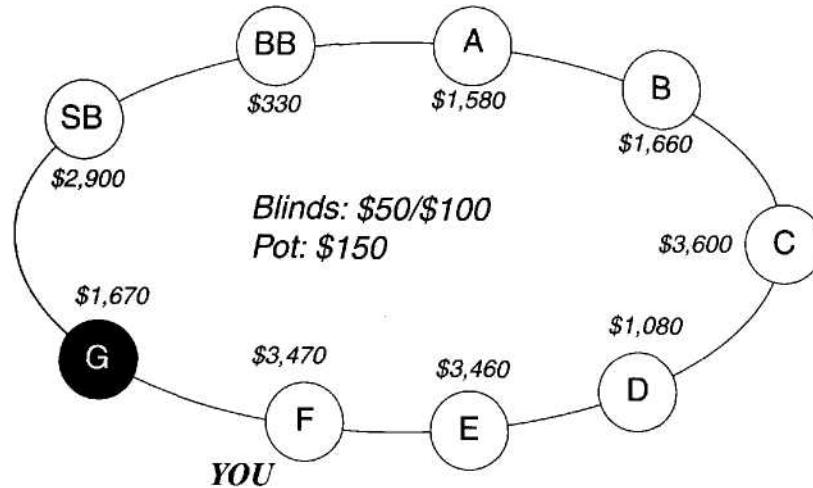 BB
A
B
SB
$330
$1,580
$1,660
$2,900
Blinds: $50/$100
Pot: $150
$3,600
C
$1,670
$1,080
G
$3,470
$3,460
D
F
E
YOU